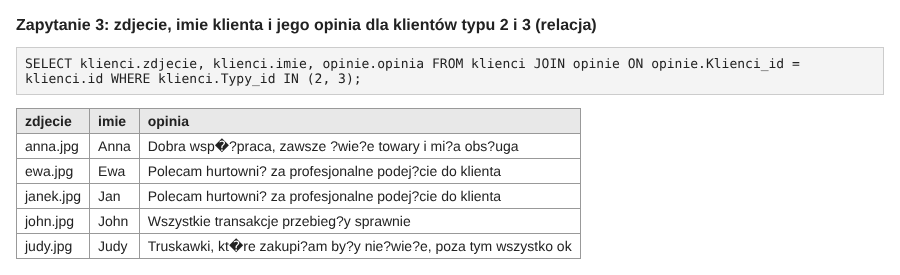 Zapytanie 3: zdjecie, imie klienta i jego opinia dla klientów typu 2 i 3 (relacja)
SELECT klienci.zdjecie, klienci.imie, opinie.opinia FROM klienci JOIN opinie ON opinie.Klienci_id =
klienci.id WHERE klienci.Typy_id IN (2, 3);
zdjecie imie opinia
anna.jpg Anna Dobra wsp�?praca, zawsze ?wie?e towary i mi?a obs?uga
ewa.jpg Ewa Polecam hurtowni? za profesjonalne podej?cie do klienta
janek.jpg Jan Polecam hurtowni? za profesjonalne podej?cie do klienta
john.jpg John Wszystkie transakcje przebieg?y sprawnie
judy.jpg Judy Truskawki, kt�re zakupi?am by?y nie?wie?e, poza tym wszystko ok